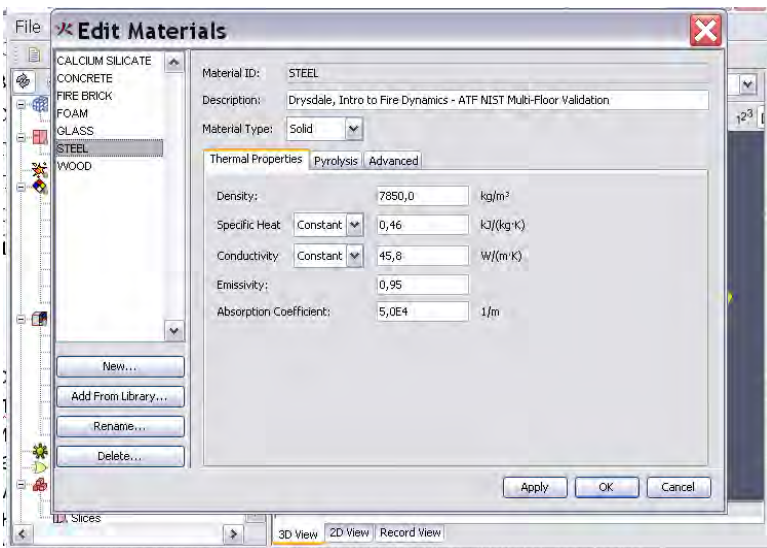 File
Edit Materials
CALCIUM SILICATE
CONCRETE
FIRE BRICK
FOAM
GLASS
STEEL
WOOD
Material ID: STEEL
Description: Drysdale, Intro to Fire Dynamics - ATF NIST Multi-Floor Validation
Material Type: Solid
Thermal Properties Pyrolysis Advanced
Density: 7850,0 kg/m³
Specific Heat Constant 0,46 kJ/(kg·K)
Conductivity Constant 45,8 W/(m·K)
Emissivity: 0,95
Absorption Coefficient: 5,0E4 1/m
New...
Add From Library...
Rename...
Delete...
Apply OK Cancel
Slices
3D View 2D View Record View